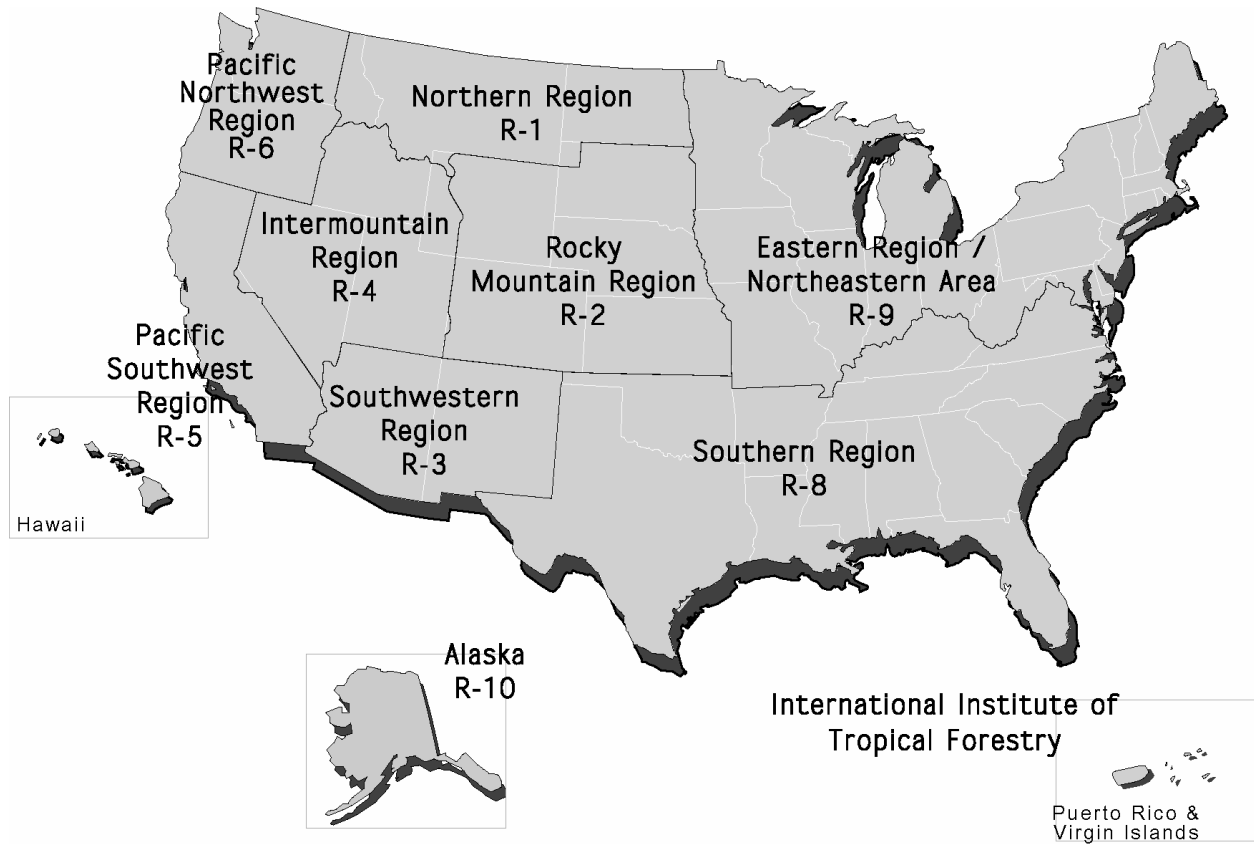 Pacific
Northwest
Region
R-6
Northern Region
R-1
Intermountain
Region
R-4
Rocky
Mountain Region
R-2
Eastern Region /
Northeastern Area
R-9
Pacific
Southwest
Region
R-5
Southwestern
Region
R-3
Southern Region
R-8
Hawaii
Alaska
R-10
International Institute of
Tropical Forestry
Puerto Rico &
Virgin Islands